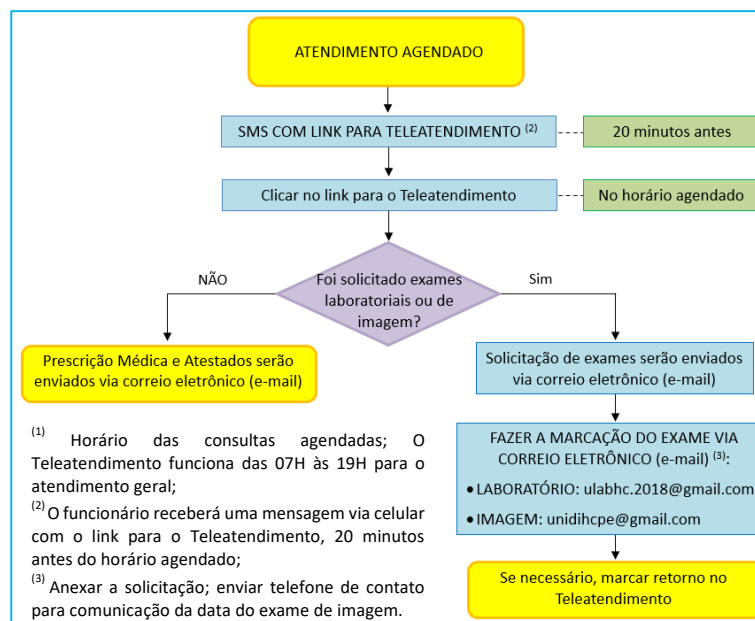 ATENDIMENTO AGENDADO
SMS COM LINK PARA TELEATENDIMENTO (2)
20 minutos antes
Clicar no link para o Teleatendimento
No horário agendado
Foi solicitado exames
laboratoriais ou de
imagem?
NÃO
Sim
Prescrição Médica e Atestados serão
enviados via correio eletrônico (e-mail)
Solicitação de exames serão enviados
via correio eletrônico (e-mail)
FAZER A MARCAÇÃO DO EXAME VIA
CORREIO ELETRÔNICO (e-mail) (3):
• LABORATÓRIO: ulabhc.2018@gmail.com
• IMAGEM: unidihcpe@gmail.com
Se necessário, marcar retorno no
Teleatendimento
(1) Horário das consultas agendadas; O
Teleatendimento funciona das 07H às 19H para o
atendimento geral;
(2) O funcionário receberá uma mensagem via celular
com o link para o Teleatendimento, 20 minutos
antes do horário agendado;
(3) Anexar a solicitação; enviar telefone de contato
para comunicação da data do exame de imagem.